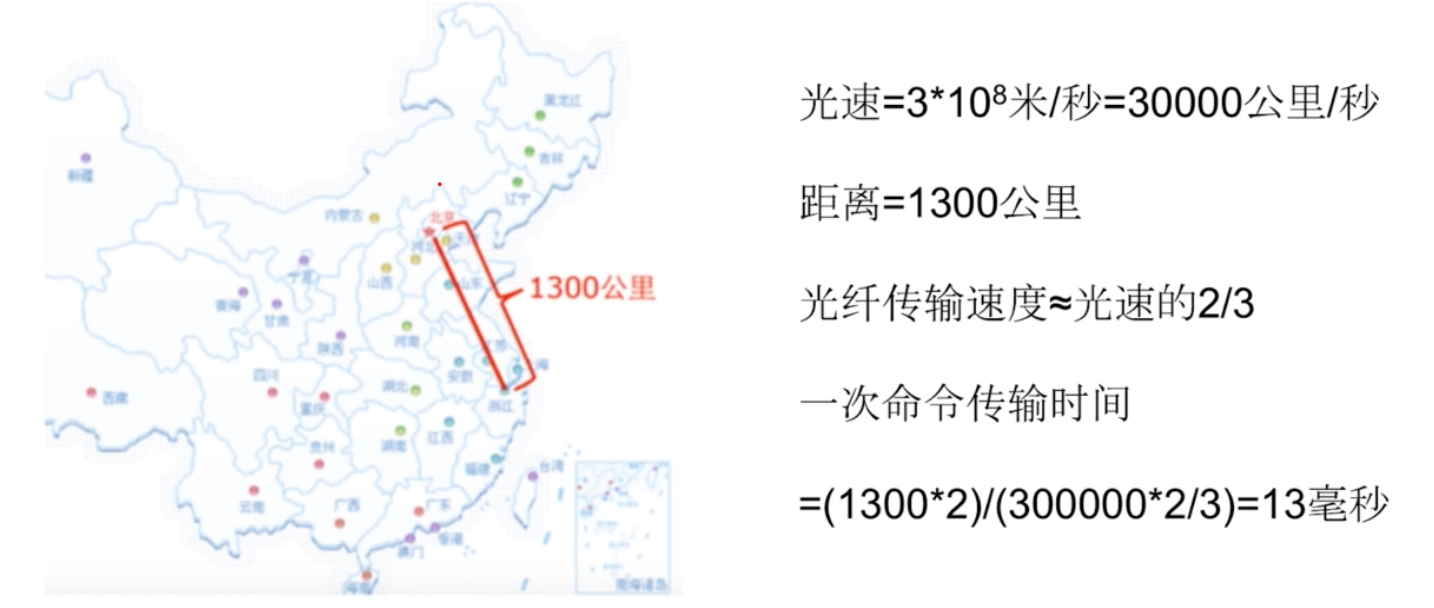 黑龙江
吉林
辽宁
新疆
内蒙古
北京
天津
河北
宁夏
山西
山东
1300公里
青海
甘肃
陕西
河南
江苏
上海
四川
安徽
西藏
重庆
湖北
浙江
贵州
湖南
江西
福建
台湾
云南
广西
广东
香港
澳门
海南
南海诸岛
光速=3*10⁸米/秒=30000公里/秒
距离=1300公里
光纤传输速度≈光速的2/3
一次命令传输时间
=(1300*2)/(300000*2/3)=13毫秒